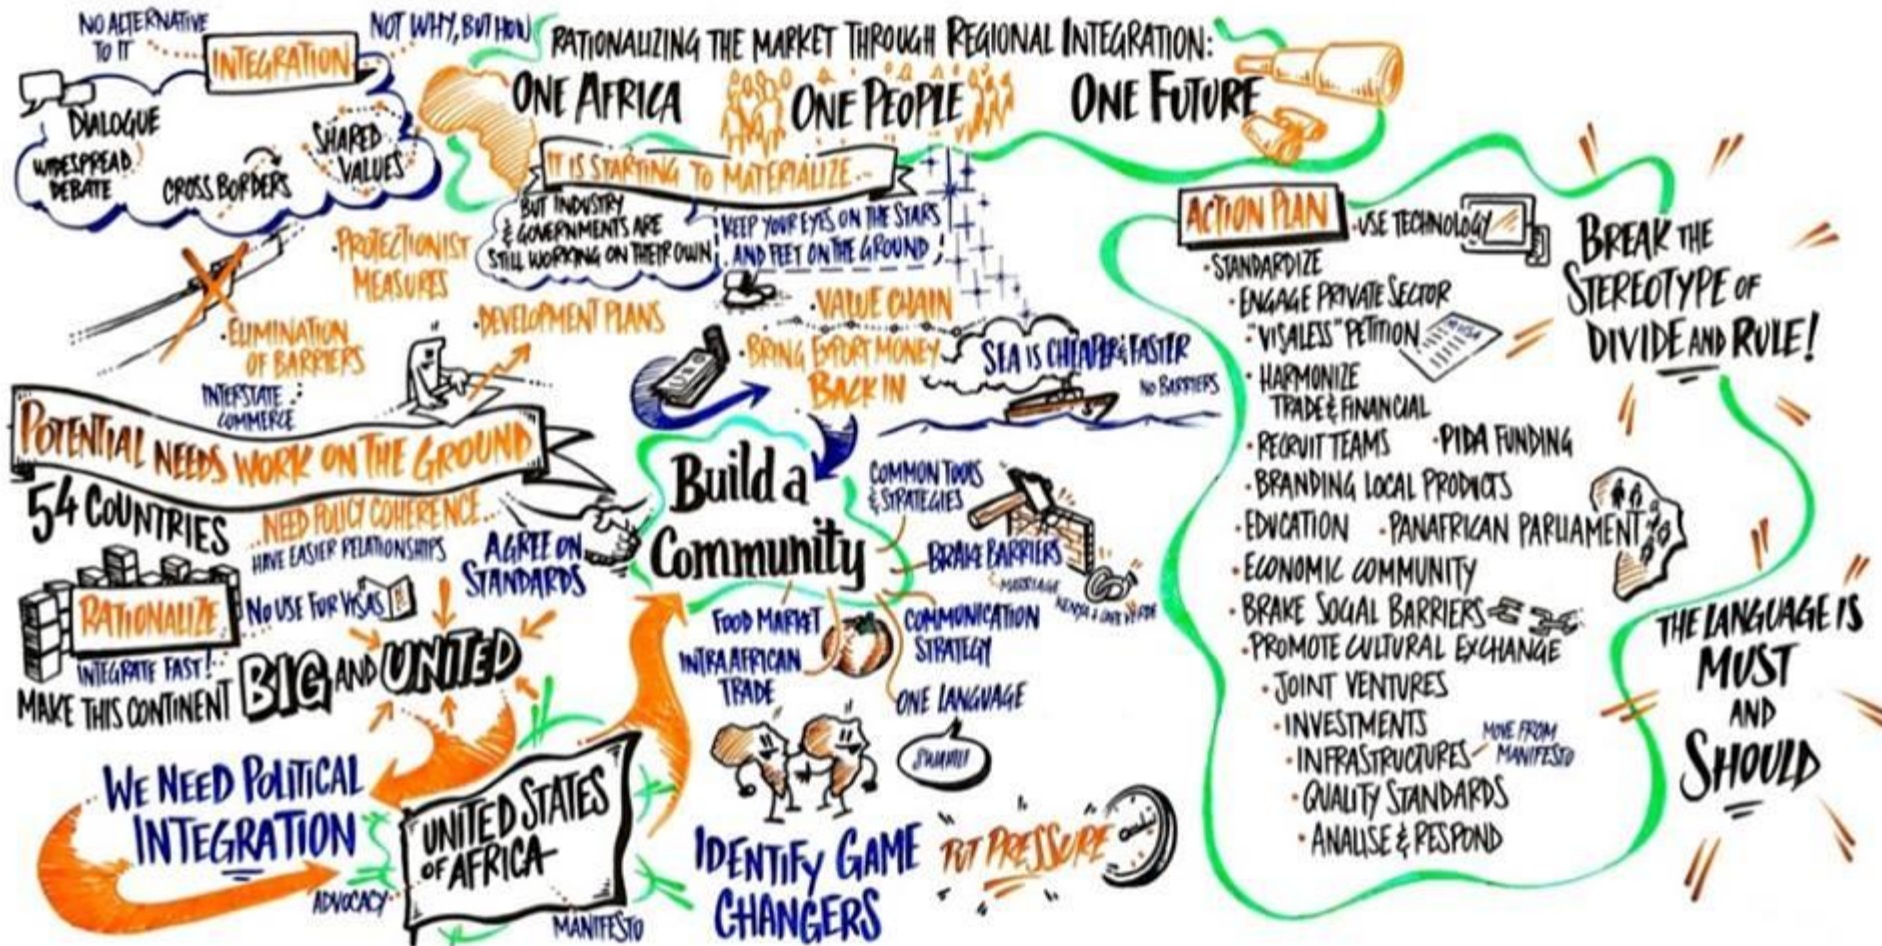 NO ALTERNATIVE
TO IT
INTEGRATION
NOT WHY, BUT HOW
DIALOGUE
WIDESPREAD
DEBATE
CROSS BORDERS
SHARED
VALUES
RATIONALIZING THE MARKET THROUGH REGIONAL INTEGRATION:
ONE AFRICA ONE PEOPLE ONE FUTURE
IT IS STARTING TO MATERIALIZE...
BUT INDUSTRY
& GOVERNMENTS ARE
STILL WORKING ON THEIR OWN
KEEP YOUR EYES ON THE STARS
AND FEET ON THE GROUND!
• PROTECTIONIST
MEASURES
• ELIMINATION
OF BARRIERS
INTERSTATE
COMMERCE
• DEVELOPMENT PLANS
• VALUE CHAIN
• BRING EXPORT MONEY
BACK IN
SEA IS CHEAPER & FASTER
NO BARRIERS
POTENTIAL NEEDS WORK ON THE GROUND
54 COUNTRIES
NEED POLICY COHERENCE...
HAVE EASIER RELATIONSHIPS
AGREE ON
STANDARDS
RATIONALIZE
NO USE FOR VISAS
INTEGRATE FAST!
MAKE THIS CONTINENT BIG AND UNITED
WE NEED POLITICAL
INTEGRATION
ADVOCACY
UNITED STATES
OF AFRICA
MANIFESTO
Build a
Community
COMMON TOOLS
& STRATEGIES
BRAKE BARRIERS
MARRIAGE
FOOD MARKET
INTRA AFRICAN
TRADE
COMMUNICATION
STRATEGY
ONE LANGUAGE
SWAHILI
IDENTIFY GAME
CHANGERS
PUT PRESSURE
ACTION PLAN
• USE TECHNOLOGY
• STANDARDIZE
• ENGAGE PRIVATE SECTOR
• "VISALESS" PETITION
• HARMONIZE
TRADE & FINANCIAL
• RECRUIT TEAMS • PIDA FUNDING
• BRANDING LOCAL PRODUCTS
• EDUCATION • PANAFRICAN PARLIAMENT
• ECONOMIC COMMUNITY
• BRAKE SOCIAL BARRIERS
• PROMOTE CULTURAL EXCHANGE
• JOINT VENTURES
• INVESTMENTS
• INFRASTRUCTURES
MOVE FROM
MANIFESTO
• QUALITY STANDARDS
• ANALISE & RESPOND
BREAK THE
STEREOTYPE OF
DIVIDE AND RULE!
THE LANGUAGE IS
MUST
AND
SHOULD